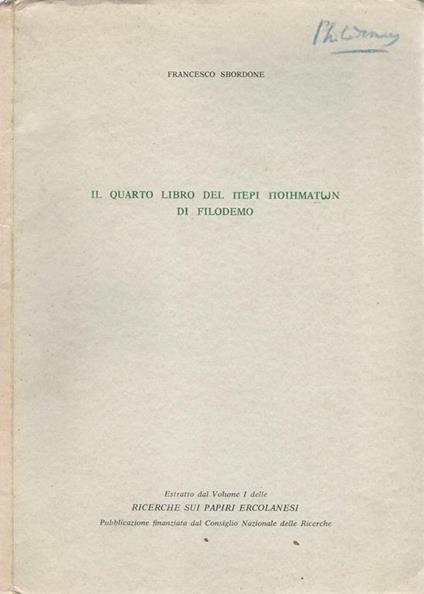 Philodemus
FRANCESCO SBORDONE
IL QUARTO LIBRO DEL ΠΕΡΙ ΠΟΙΗΜΑΤωΝ
DI FILODEMO
Estratto dal Volume I delle
RICERCHE SUI PAPIRI ERCOLANESI
Pubblicazione finanziata dal Consiglio Nazionale delle Ricerche